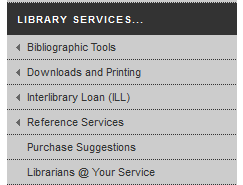 LIBRARY SERVICES...
Bibliographic Tools
Downloads and Printing
Interlibrary Loan (ILL)
Reference Services
Purchase Suggestions
Librarians @ Your Service